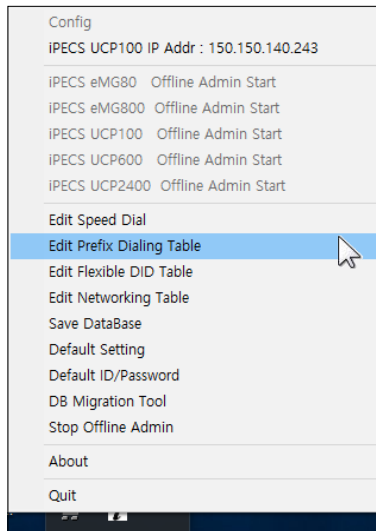 Config
iPECS UCP100 IP Addr : 150.150.140.243
iPECS eMG80 Offline Admin Start
iPECS eMG800 Offline Admin Start
iPECS UCP100 Offline Admin Start
iPECS UCP600 Offline Admin Start
iPECS UCP2400 Offline Admin Start
Edit Speed Dial
Edit Prefix Dialing Table
Edit Flexible DID Table
Edit Networking Table
Save DataBase
Default Setting
Default ID/Password
DB Migration Tool
Stop Offline Admin
About
Quit